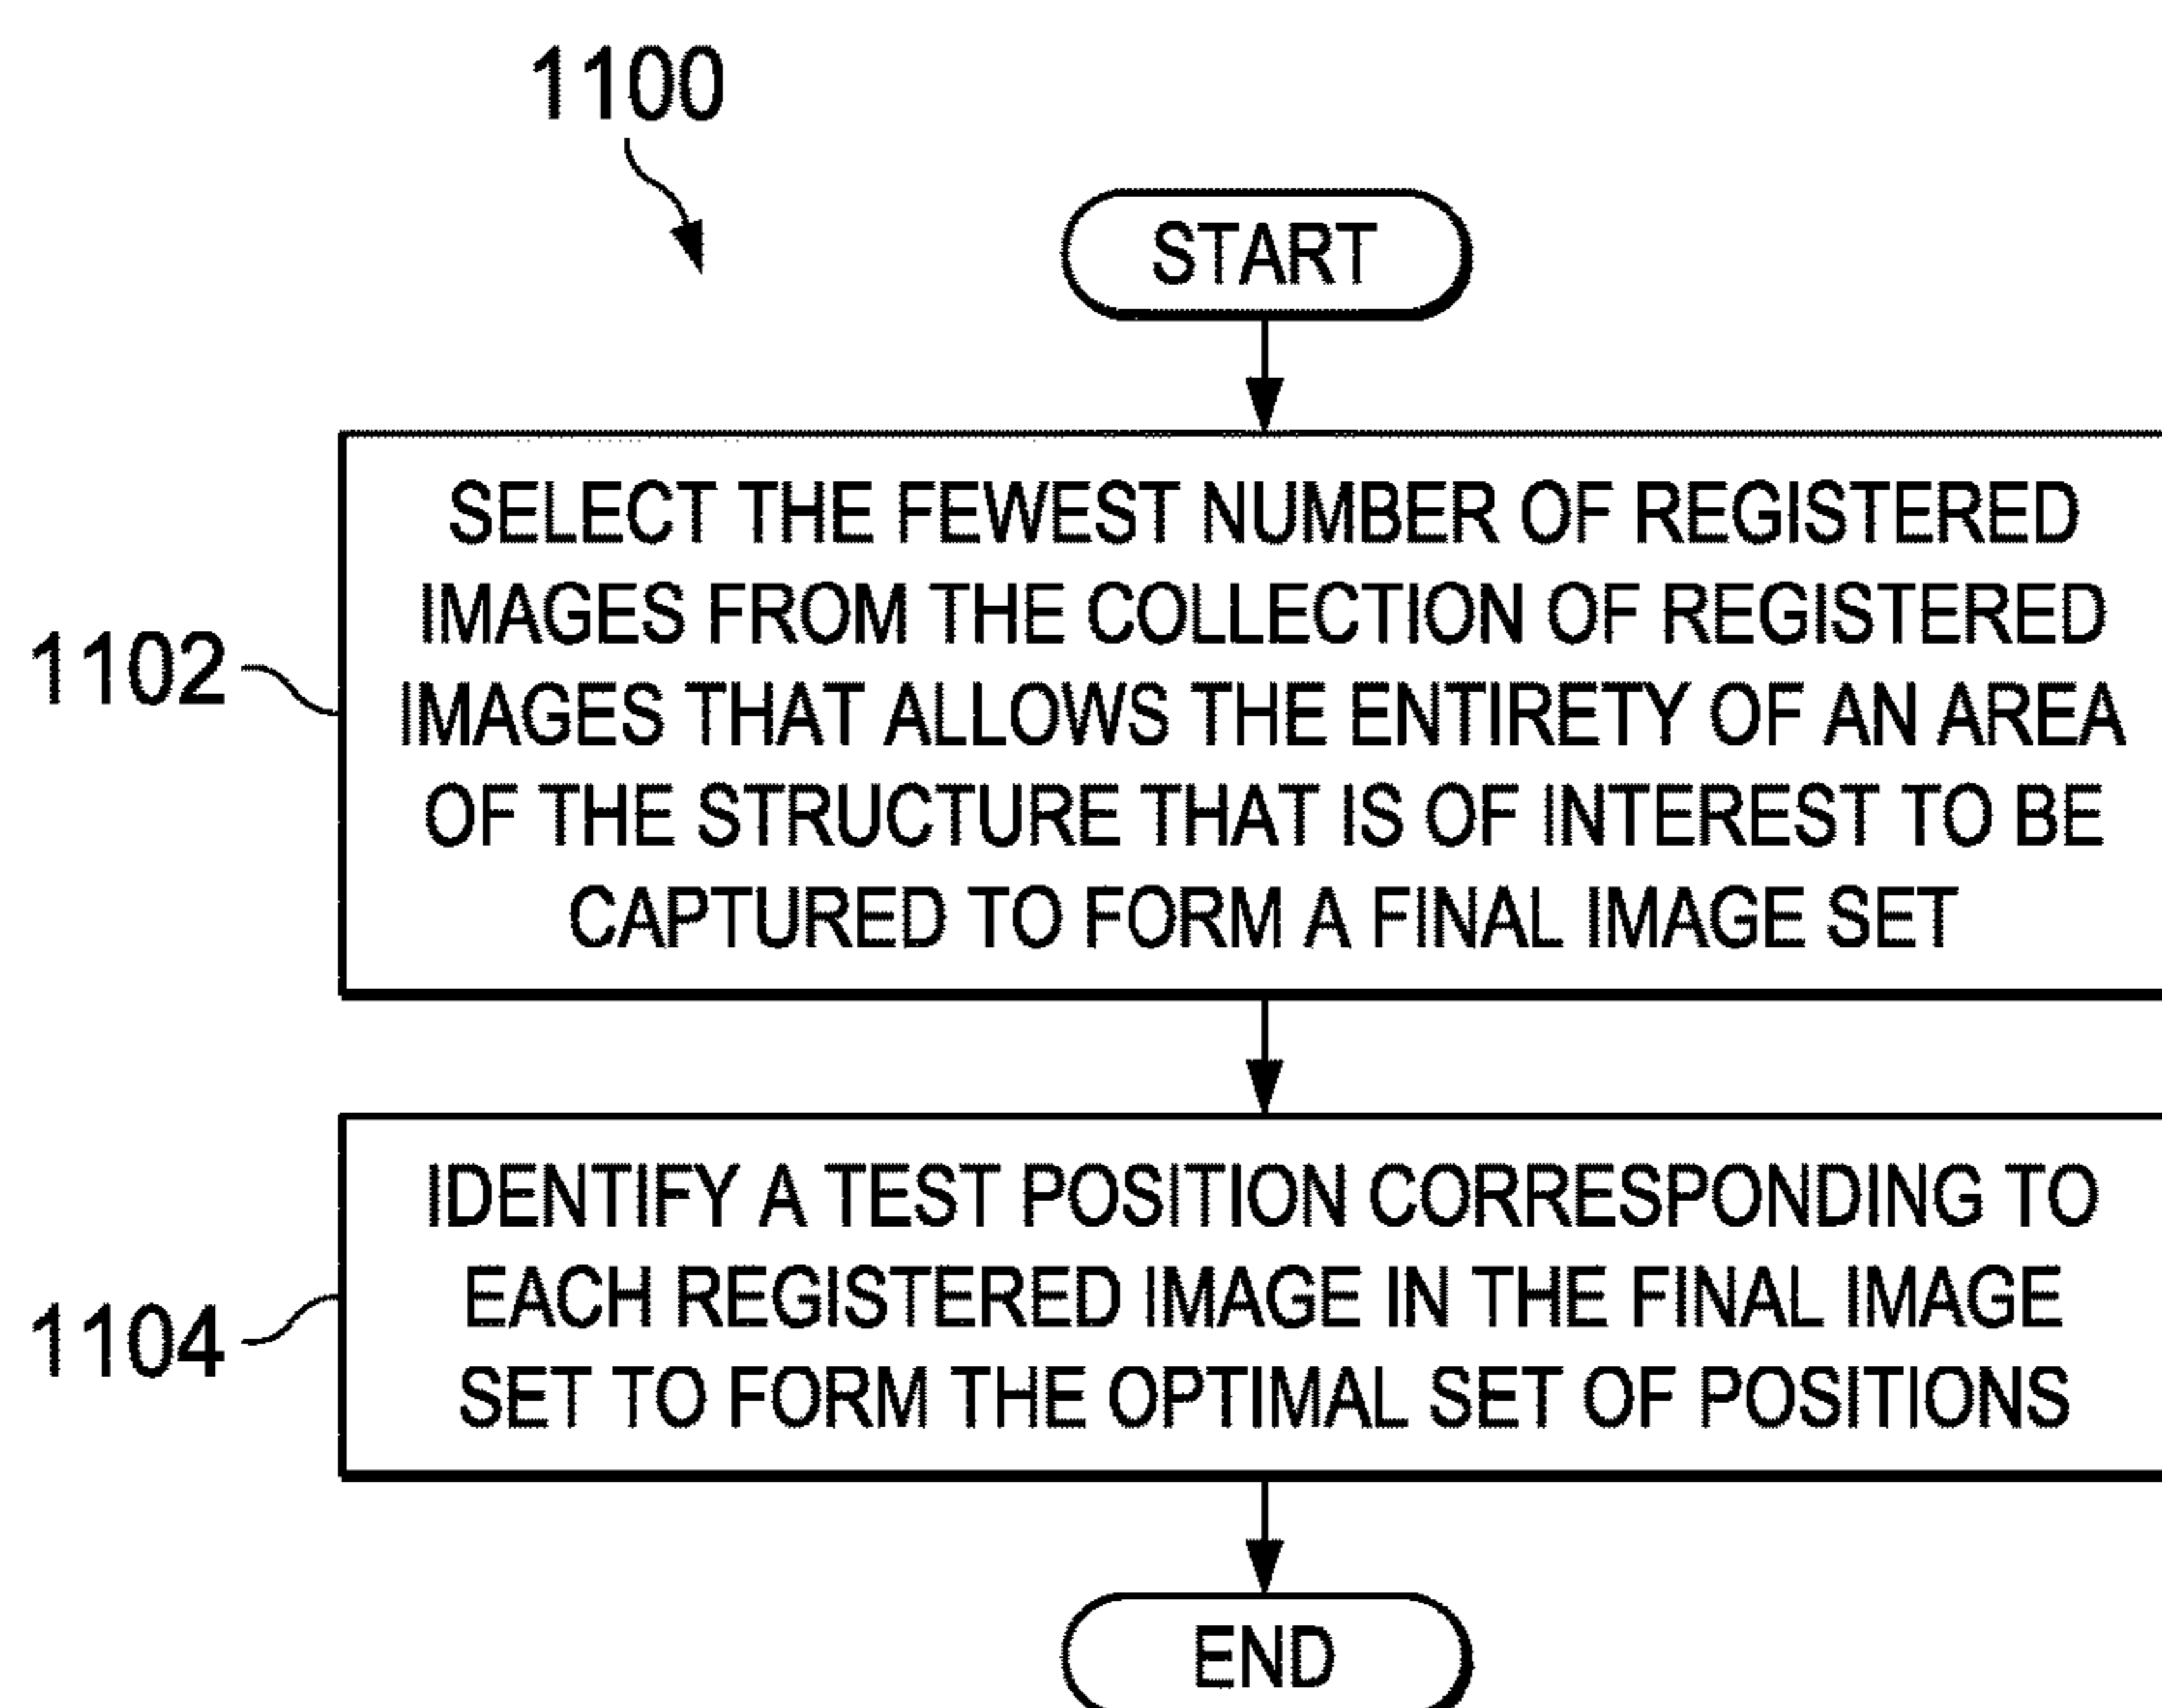 1100
START
SELECT THE FEWEST NUMBER OF REGISTERED
IMAGES FROM THE COLLECTION OF REGISTERED
1102
IMAGES THAT ALLOWS THE ENTIRETY OF AN AREA
OF THE STRUCTURE THAT IS OF INTEREST TO BE
CAPTURED TO FORM A FINAL IMAGE SET
IDENTIFY A TEST POSITION CORRESPONDING TO
EACH REGISTERED IMAGE IN THE FINAL IMAGE
1104
SET TO FORM THE OPTIMAL SET OF POSITIONS
END